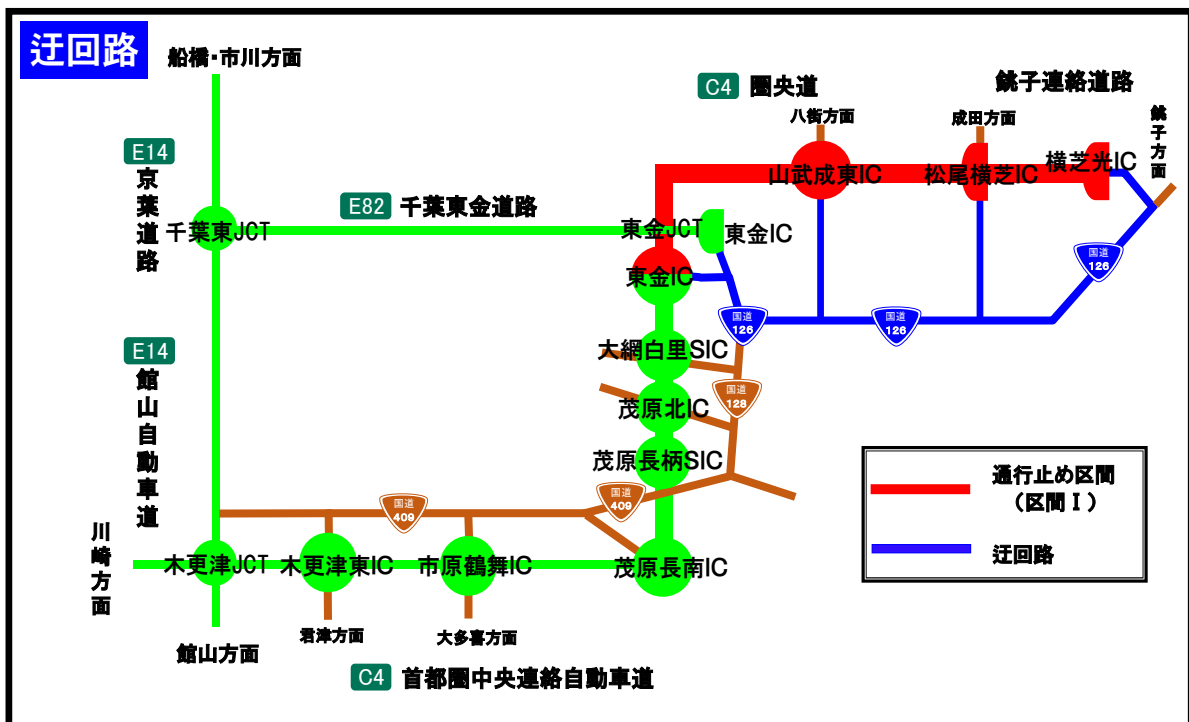 迂回路
船橋・市川方面
C4 圏央道
銚子連絡道路
八街方面
成田方面
銚子方面
E14
京葉道路
E82 千葉東金道路
山武成東IC
松尾横芝IC
横芝光IC
千葉東JCT
東金JCT
東金IC
東金IC
国道
126
国道
126
国道
126
E14
館山自動車道
大網白里SIC
国道
128
茂原北IC
茂原長柄SIC
国道
409
国道
409
川崎方面
木更津JCT
木更津東IC
市原鶴舞IC
茂原長南IC
通行止め区間
（区間Ⅰ）
迂回路
君津方面
大多喜方面
館山方面
C4 首都圏中央連絡自動車道